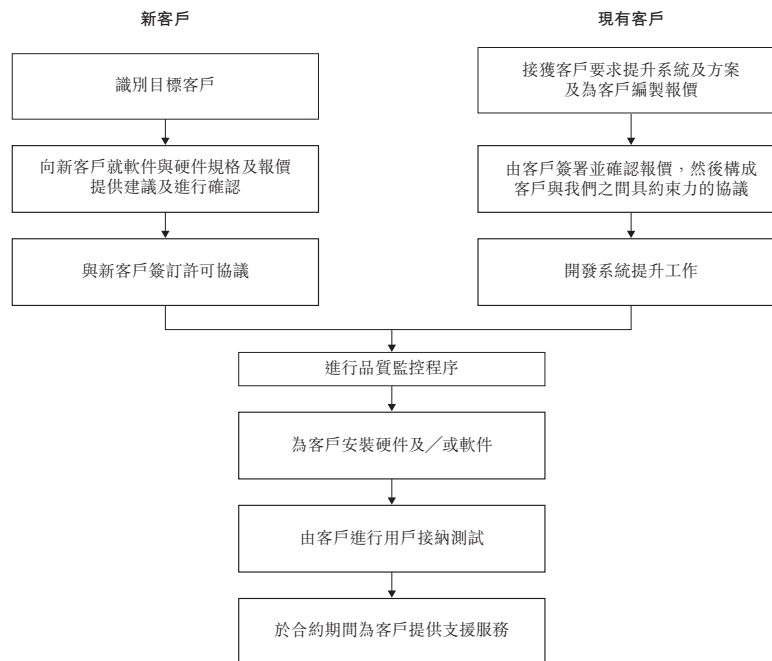 新客戶
識別目標客戶
向新客戶就軟件與硬件規格及報價
提供建議及進行確認
與新客戶簽訂許可協議
現有客戶
接獲客戶要求提升系統及方案
及為客戶編製報價
由客戶簽署並確認報價，然後構成
客戶與我們之間具約束力的協議
開發系統提升工作
進行品質監控程序
為客戶安裝硬件及／或軟件
由客戶進行用戶接納測試
於合約期間為客戶提供支援服務